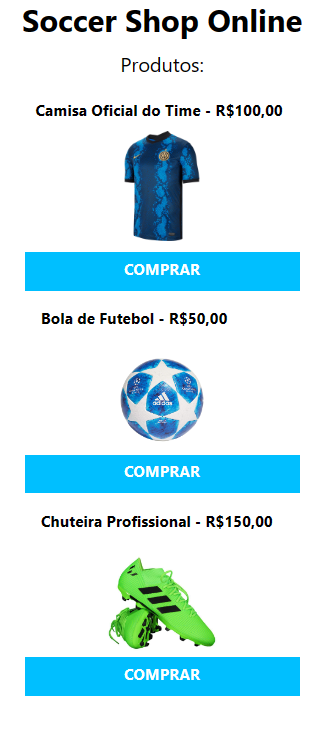 Soccer Shop Online
Produtos:
Camisa Oficial do Time - R$100,00
COMPRAR
Bola de Futebol - R$50,00
adidas
COMPRAR
Chuteira Profissional - R$150,00
COMPRAR